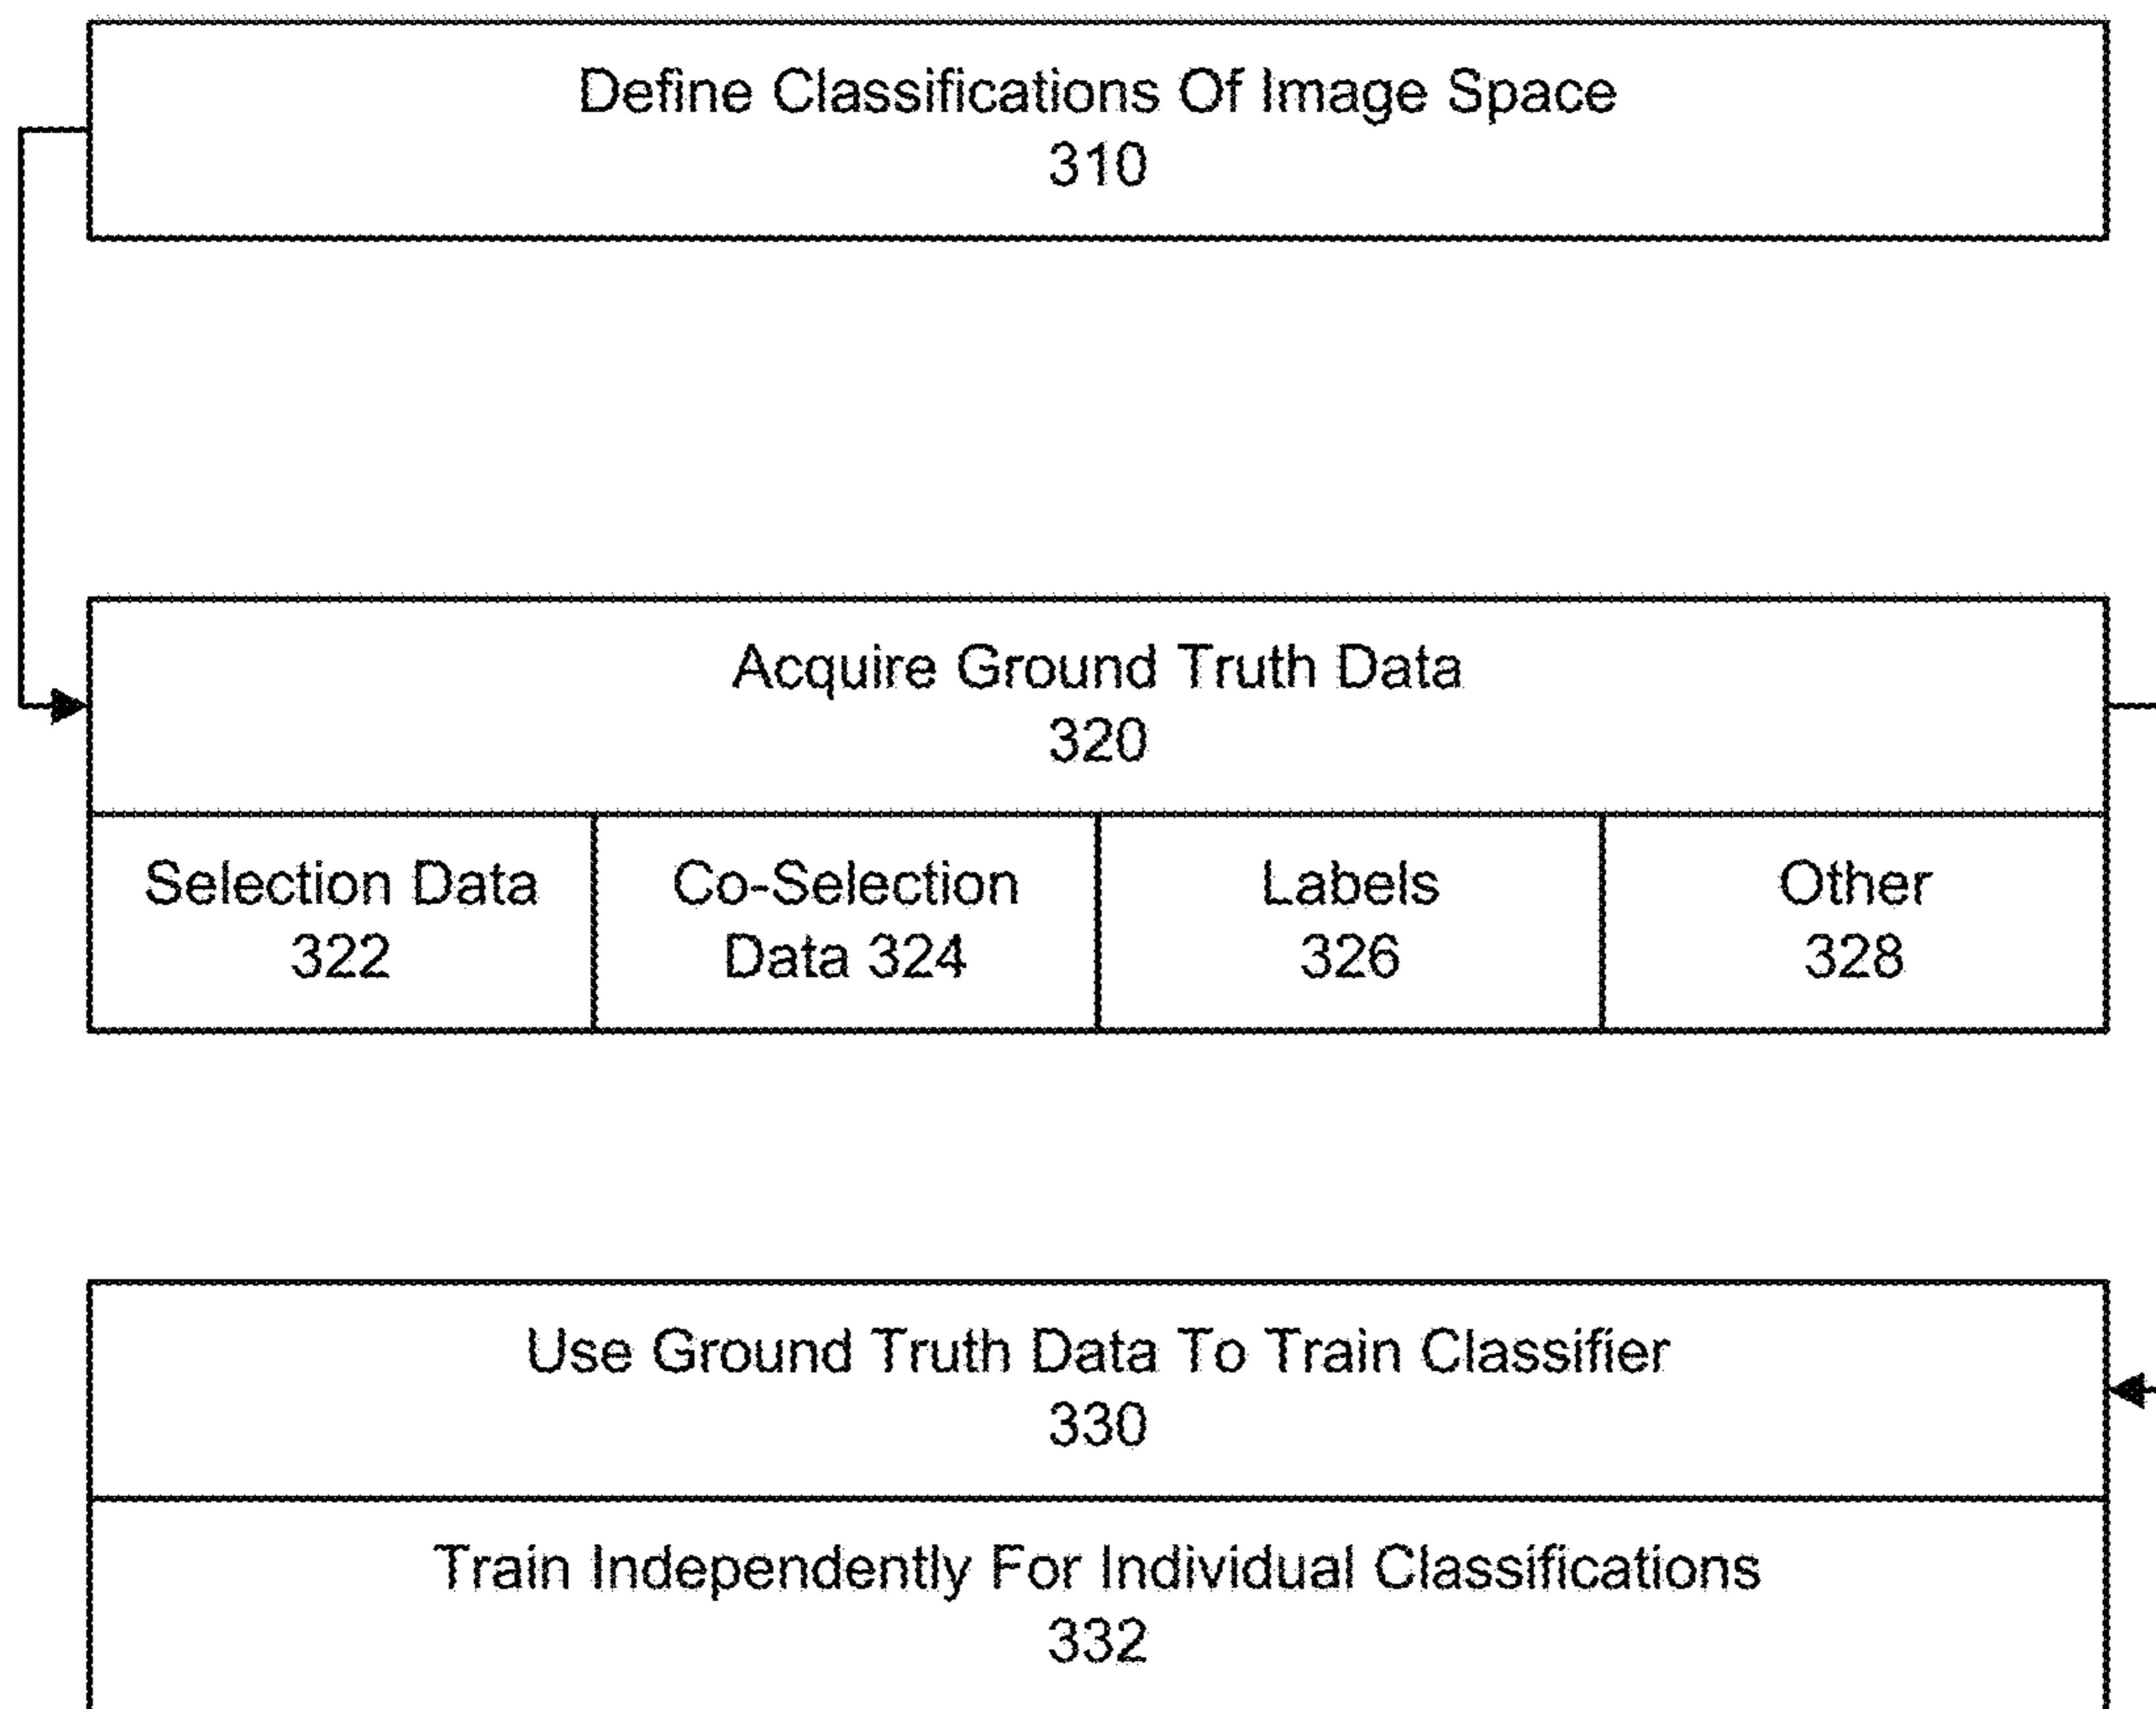 Define Classifications Of Image Space
310
Acquire Ground Truth Data
320
Selection Data
322
Co-Selection
Data 324
Labels
326
Other
328
Use Ground Truth Data To Train Classifier
330
Train Independently For Individual Classifications
332